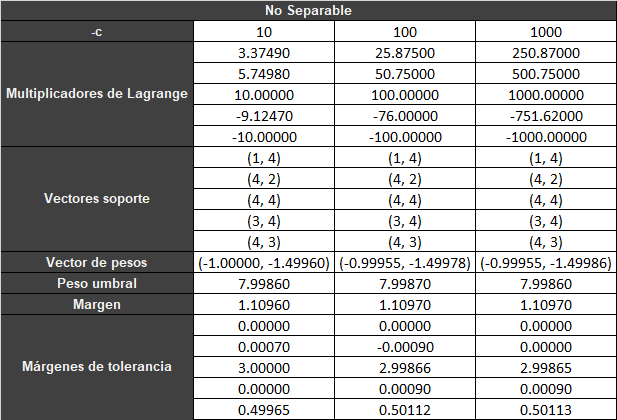 No Separable
-c 10 100 1000
Multiplicadores de Lagrange
3.37490 25.87500 250.87000
5.74980 50.75000 500.75000
10.00000 100.00000 1000.00000
-9.12470 -76.00000 -751.62000
-10.00000 -100.00000 -1000.00000
Vectores soporte
(1, 4) (1, 4) (1, 4)
(4, 2) (4, 2) (4, 2)
(4, 4) (4, 4) (4, 4)
(3, 4) (3, 4) (3, 4)
(4, 3) (4, 3) (4, 3)
Vector de pesos (-1.00000, -1.49960) (-0.99955, -1.49978) (-0.99955, -1.49986)
Peso umbral 7.99860 7.99870 7.99860
Margen 1.10960 1.10970 1.10970
Márgenes de tolerancia
0.00000 0.00000 0.00000
0.00070 -0.00090 0.00000
3.00000 2.99866 2.99865
0.00000 0.00090 0.00090
0.49965 0.50112 0.50113